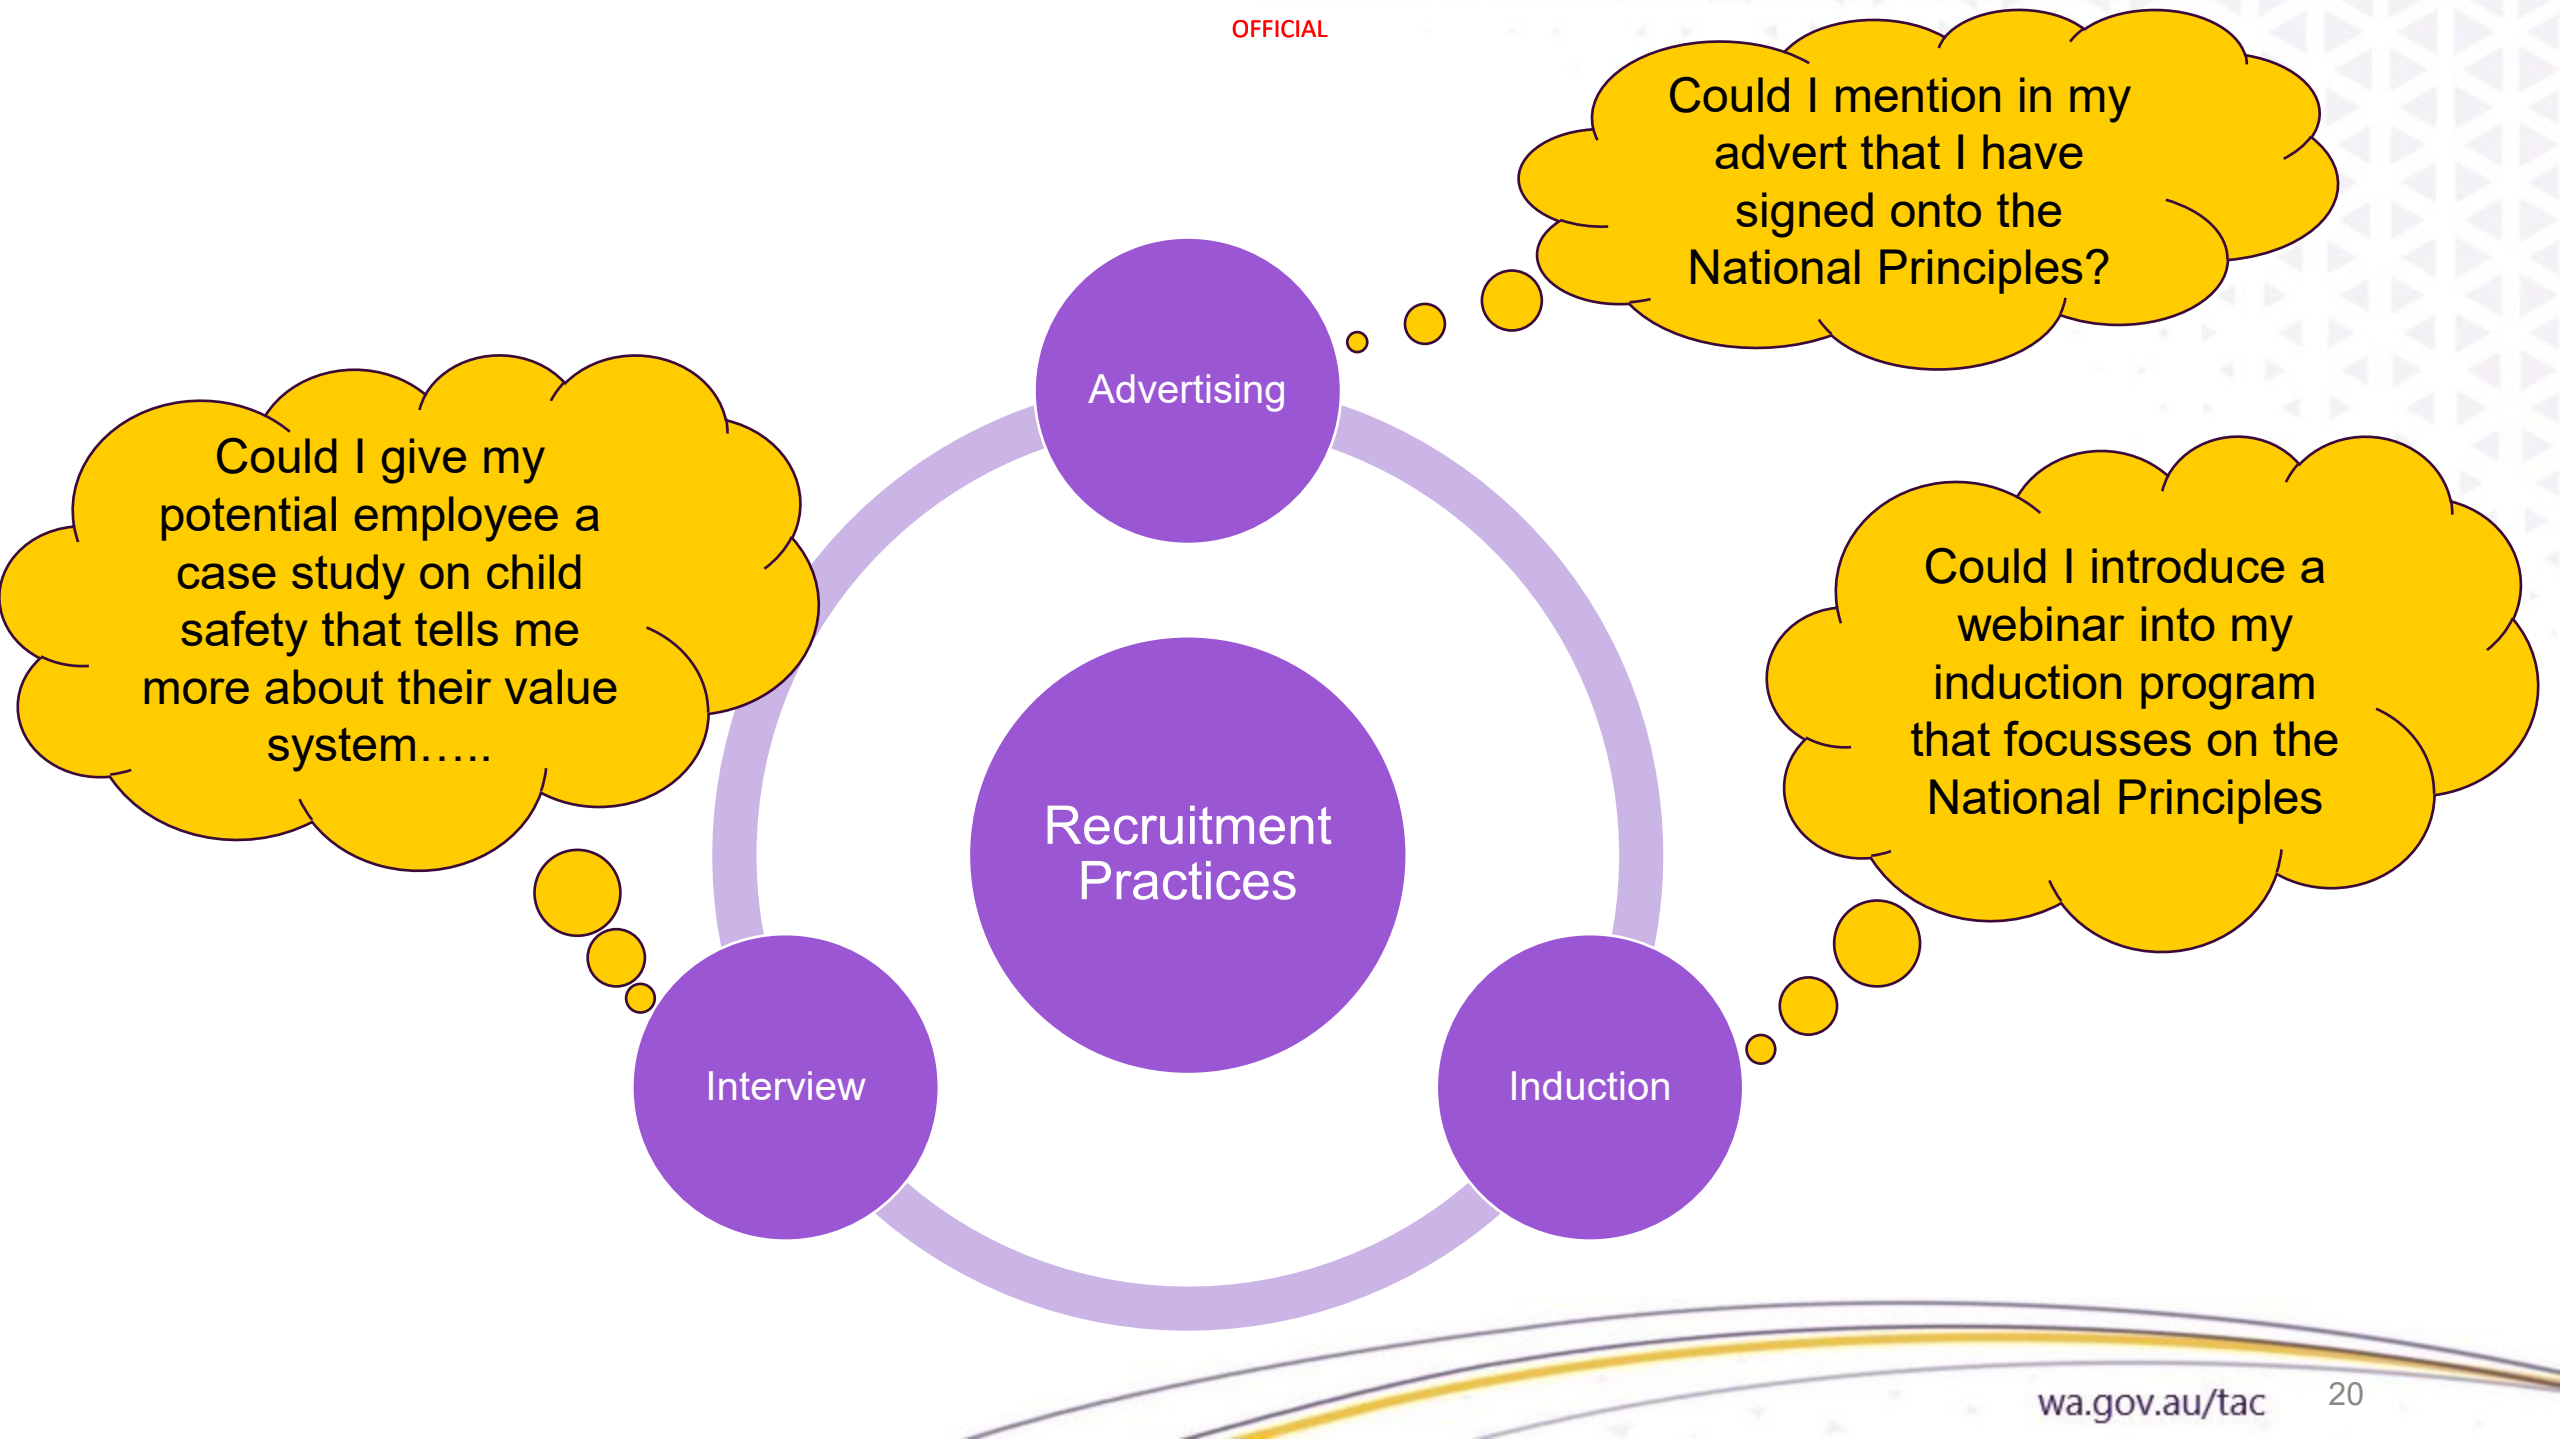 OFFICIAL
Could I mention in my
advert that I have
signed onto the
National Principles?
Advertising
Could I give my
potential employee a
case study on child
safety that tells me
more about their value
system…..
Could I introduce a
webinar into my
induction program
that focusses on the
National Principles
Recruitment
Practices
Interview
Induction
wa.gov.au/tac
20